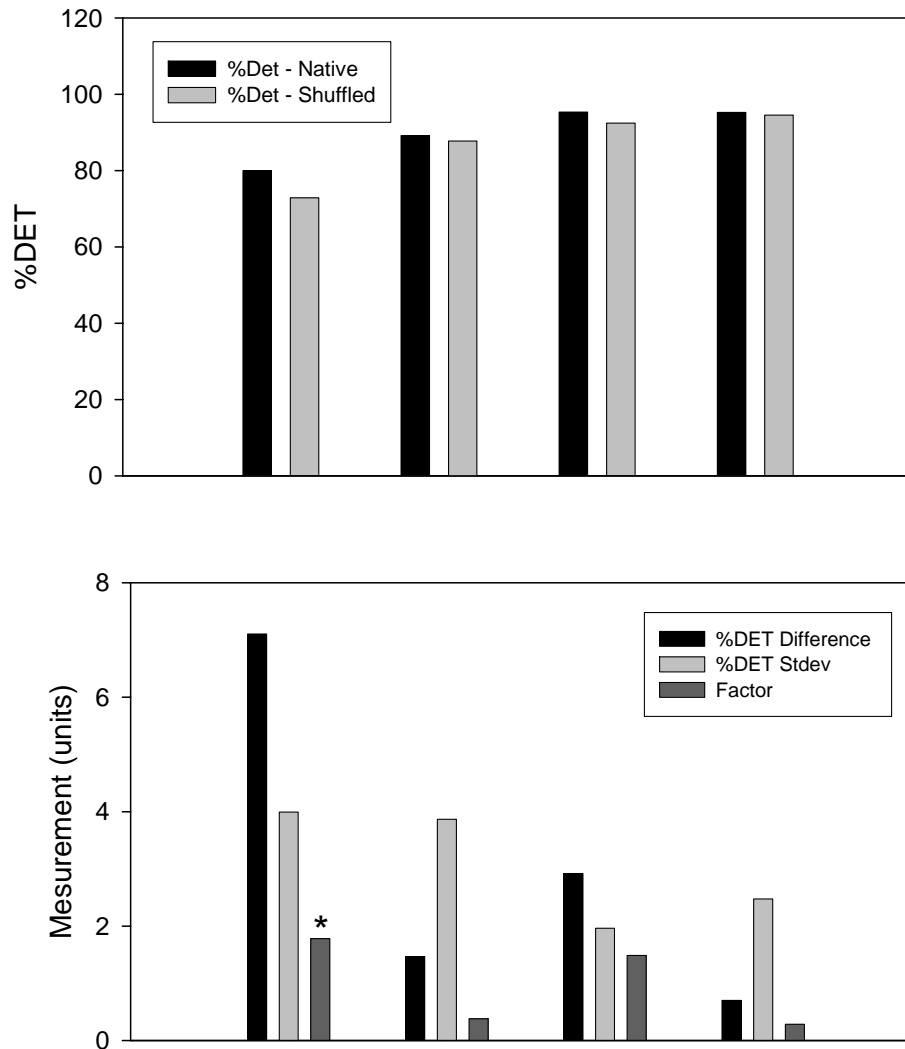 120
100
80
60
40
20
0
%DET
%Det - Native
%Det - Shuffled
8
6
4
2
0
Mesurement (units)
%DET Difference
%DET Stdev
Factor
*